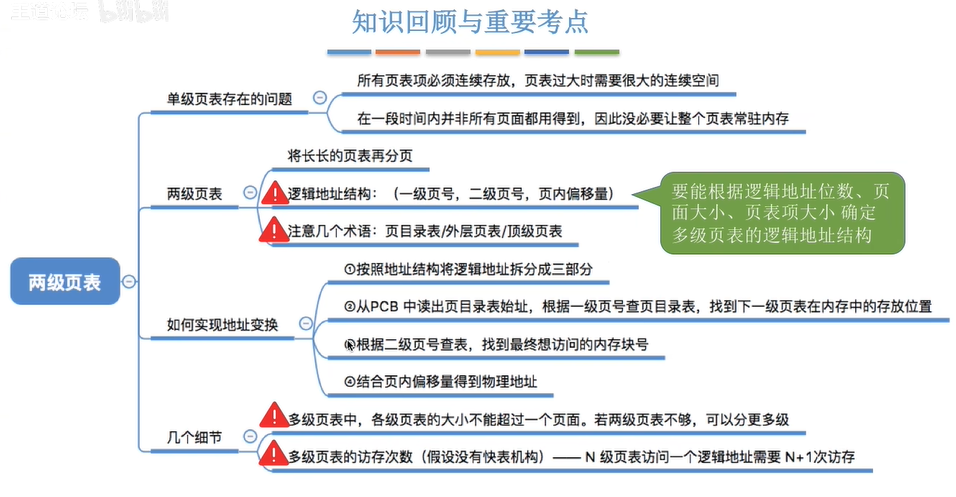 bilibili
知识回顾与重要考点
单级页表存在的问题
所有页表项必须连续存放，页表过大时需要很大的连续空间
在一段时间内并非所有页面都用得到，因此没必要让整个页表常驻内存
两级页表
将长长的页表再分页
逻辑地址结构：（一级页号，二级页号，页内偏移量）
注意几个术语：页目录表/外层页表/顶级页表
要能根据逻辑地址位数、页
面大小、页表项大小 确定
多级页表的逻辑地址结构
两级页表
如何实现地址变换
①按照地址结构将逻辑地址拆分成三部分
②从PCB 中读出页目录表始址，根据一级页号查页目录表，找到下一级页表在内存中的存放位置
根据二级页号查表，找到最终想访问的内存块号
④结合页内偏移量得到物理地址
几个细节
多级页表中，各级页表的大小不能超过一个页面。若两级页表不够，可以分更多级
多级页表的访存次数（假设没有快表机构）—— N 级页表访问一个逻辑地址需要 N+1次访存